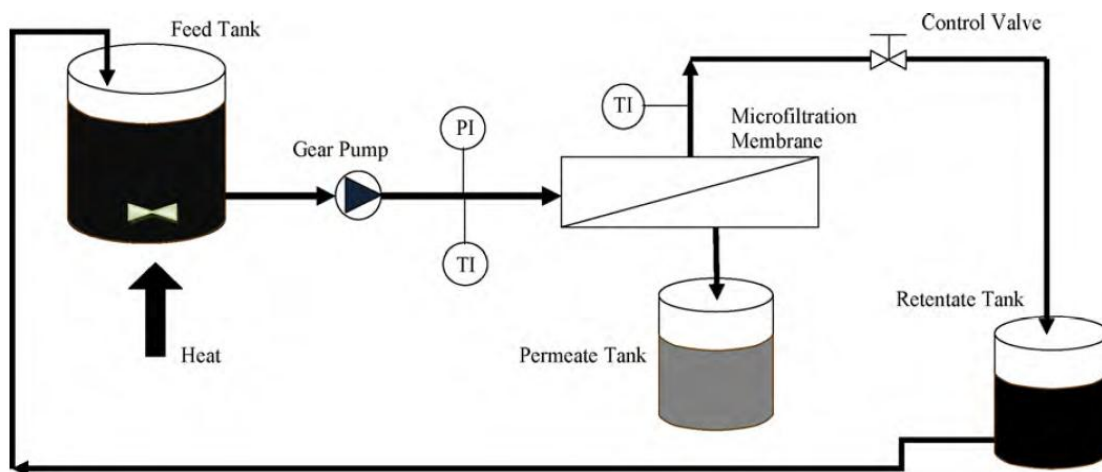 Feed Tank
Control Valve
TI
Microfiltration
Membrane
Gear Pump
PI
TI
Retentate Tank
Heat
Permeate Tank